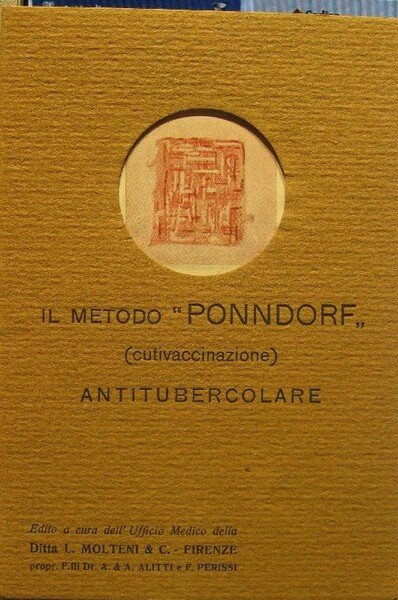 IL METODO “PONNDORF„
(cutivaccinazione)
ANTITUBERCOLARE
Edito a cura dell'Ufficio Medico della
Ditta L. MOLTENI & C. - FIRENZE
propr. F.lli Dr. A. & A. ALITTI e F. PERISSI